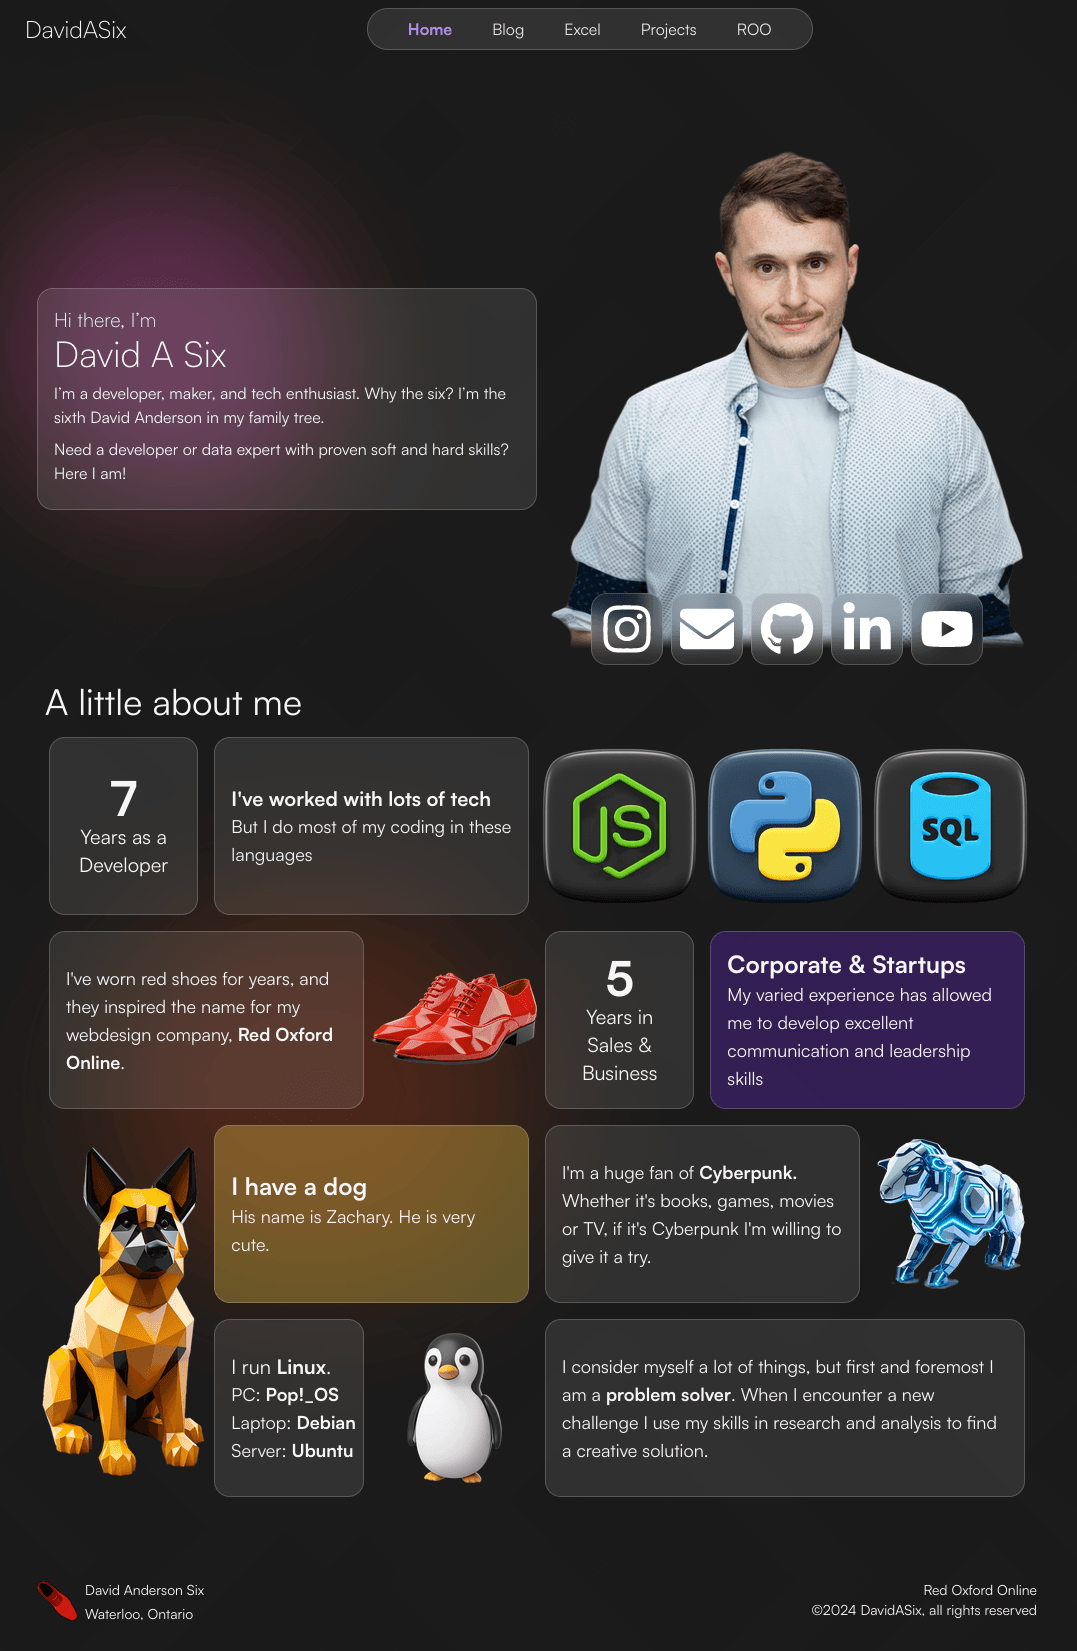 DavidASix
Home
Blog
Excel
Projects
ROO
Hi there, I'm
David A Six
I'm a developer, maker, and tech enthusiast. Why the six? I'm the
sixth David Anderson in my family tree.
Need a developer or data expert with proven soft and hard skills?
Here I am!
in
A little about me
7
Years as a
Developer
I've worked with lots of tech
But I do most of my coding in these
languages
JS
SQL
I've worn red shoes for years, and
they inspired the name for my
webdesign company, Red Oxford
Online.
5
Years in
Sales &
Business
Corporate & Startups
My varied experience has allowed
me to develop excellent
communication and leadership
skills
I have a dog
His name is Zachary. He is very
cute.
I'm a huge fan of Cyberpunk.
Whether it's books, games, movies
or TV, if it's Cyberpunk I'm willing to
give it a try.
I run Linux.
PC: Pop!_OS
Laptop: Debian
Server: Ubuntu
I consider myself a lot of things, but first and foremost I
am a problem solver. When I encounter a new
challenge I use my skills in research and analysis to find
a creative solution.
David Anderson Six
Waterloo, Ontario
Red Oxford Online
©2024 DavidASix, all rights reserved